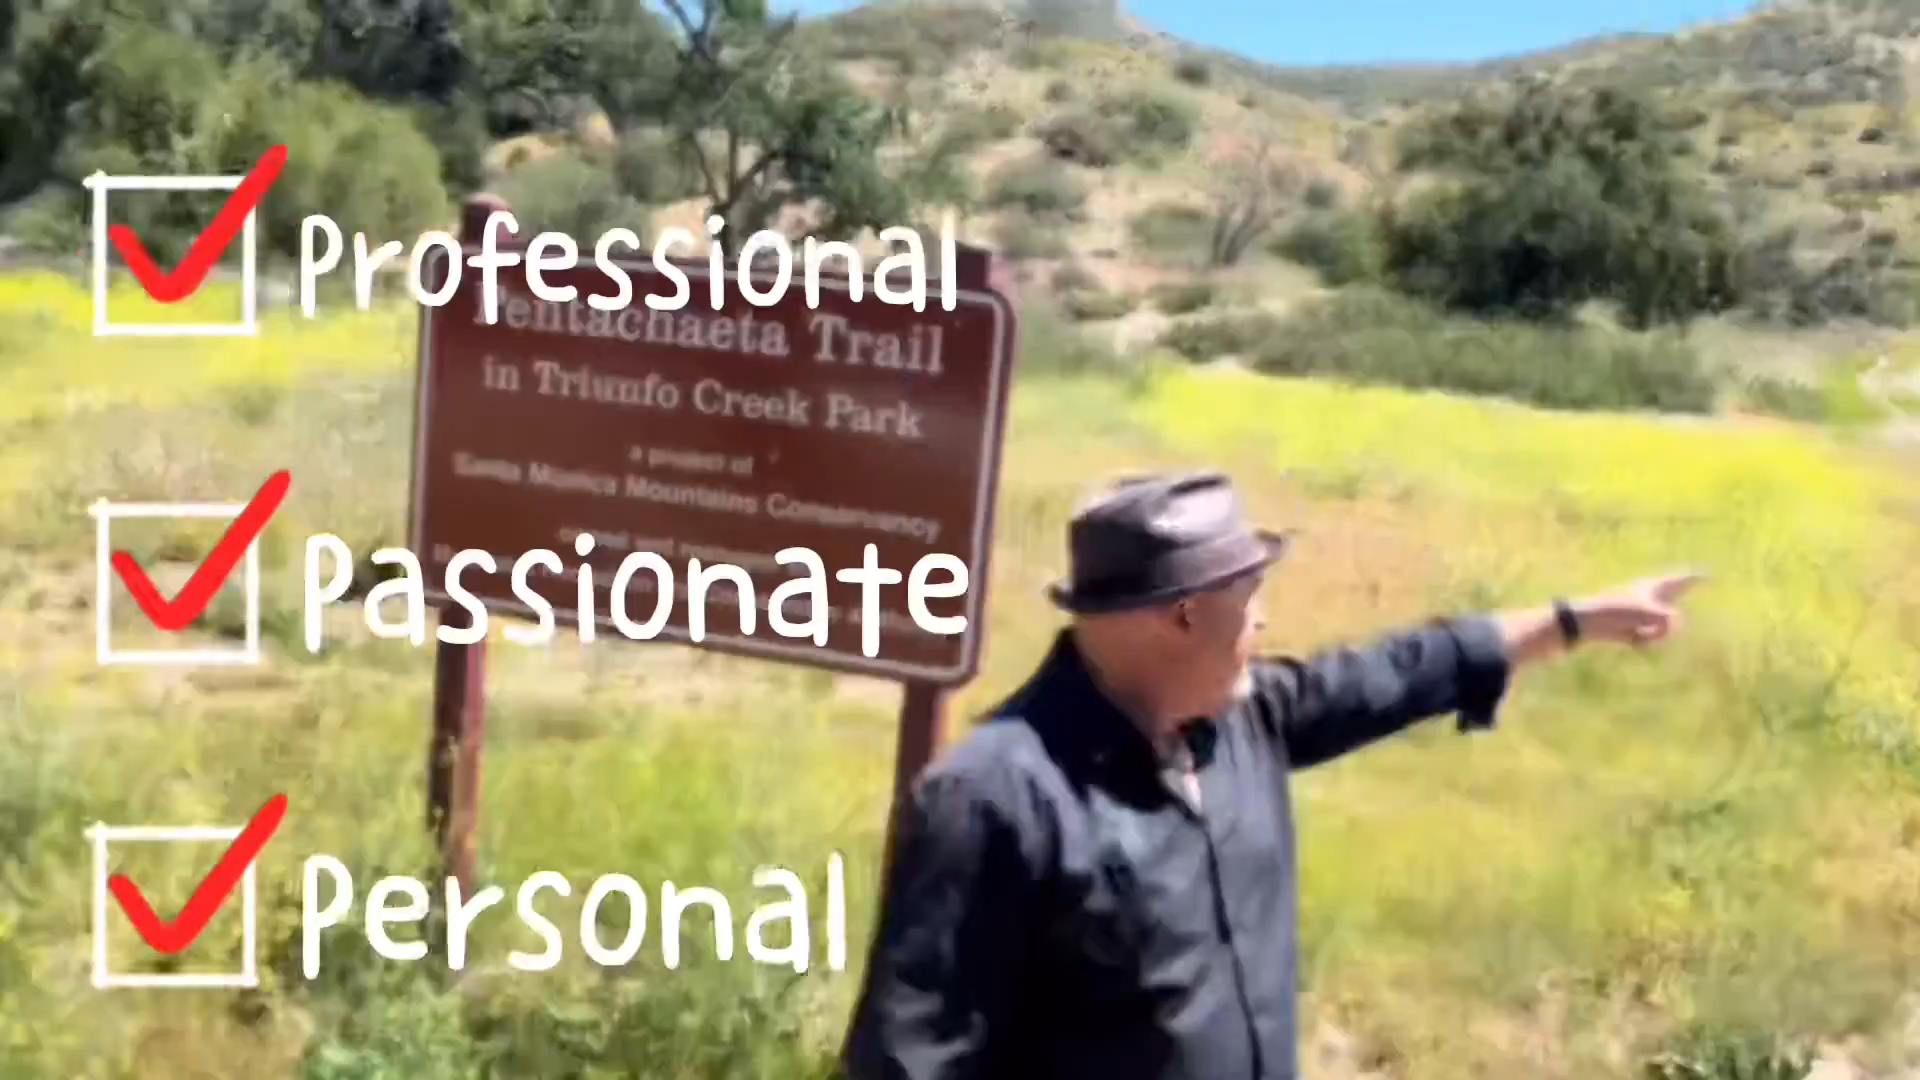 Professional
Pentachaeta Trail
in Triunfo Creek Park
a project of
Santa Monica Mountains Conservancy
Passionate
Personal